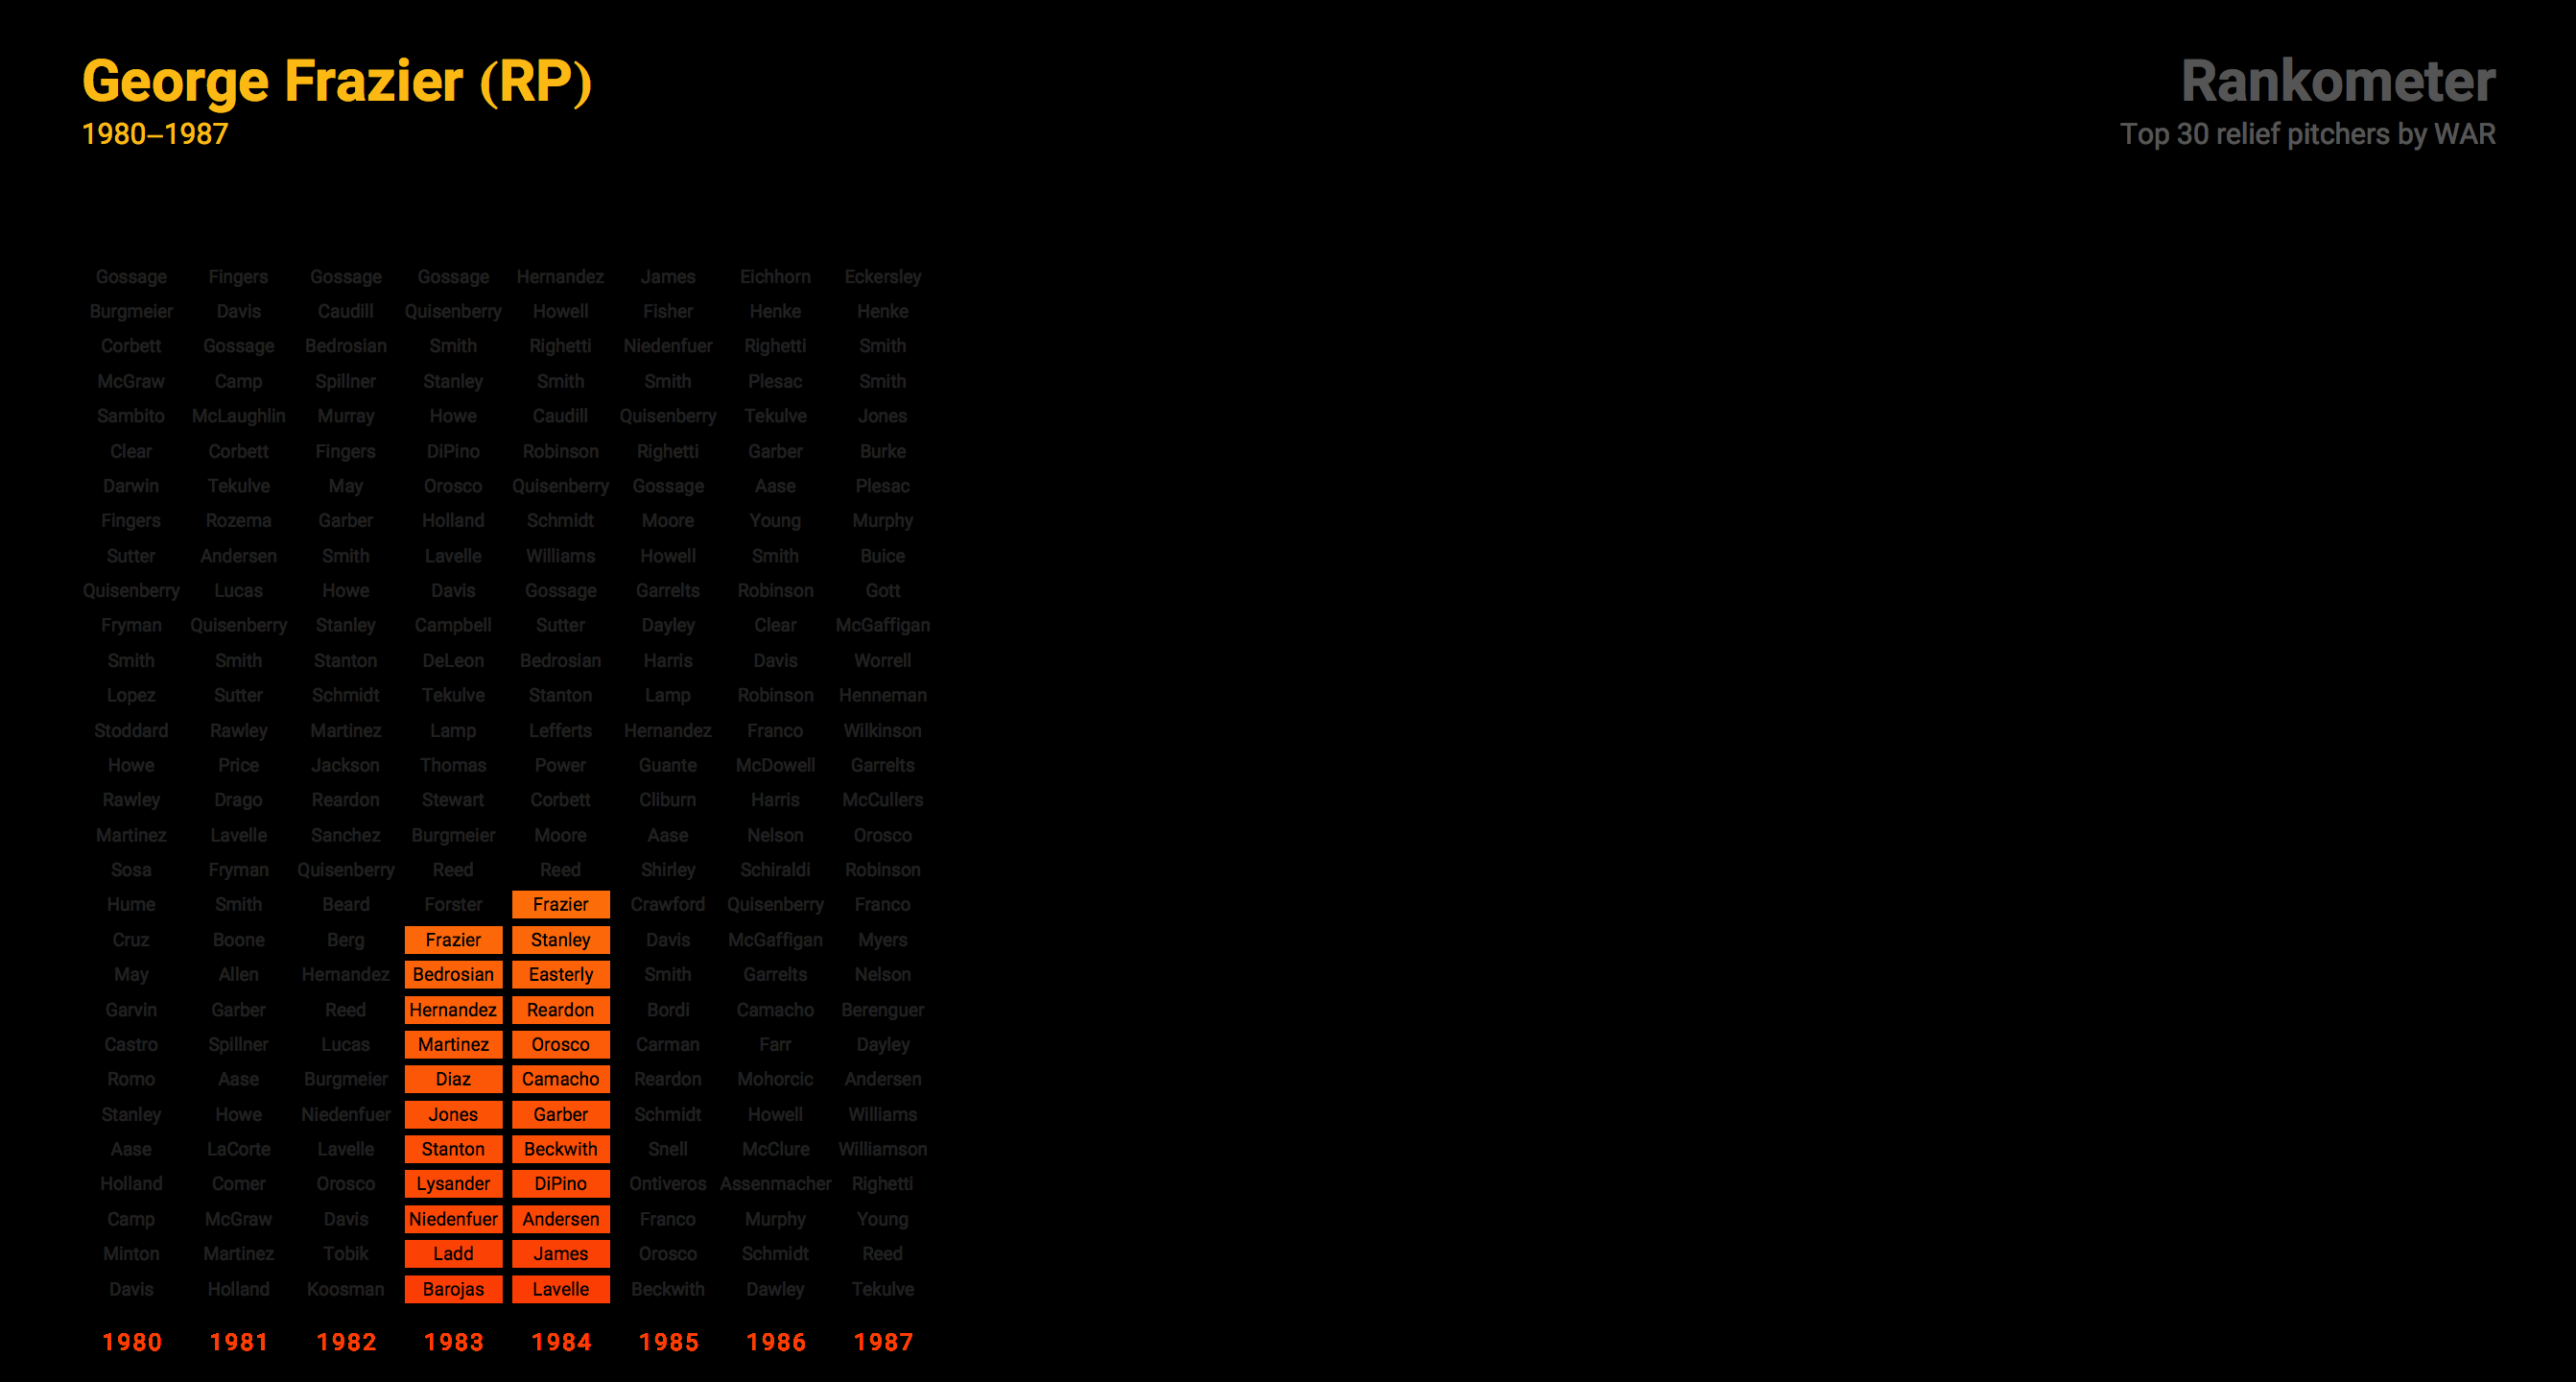 George Frazier (RP)
1980–1987
Rankometer
Top 30 relief pitchers by WAR
Gossage Fingers Gossage Gossage Hernandez James Eichhorn Eckersley
Burgmeier Davis Caudill Quisenberry Howell Fisher Henke Henke
Corbett Gossage Bedrosian Smith Righetti Niedenfuer Righetti Smith
McGraw Camp Spillner Stanley Smith Smith Plesac Smith
Sambito McLaughlin Murray Howe Caudill Quisenberry Tekulve Jones
Clear Corbett Fingers DiPino Robinson Righetti Garber Burke
Darwin Tekulve May Orosco Quisenberry Gossage Aase Plesac
Fingers Rozema Garber Holland Schmidt Moore Young Murphy
Sutter Andersen Smith Lavelle Williams Howell Smith Buice
Quisenberry Lucas Howe Davis Gossage Garrelts Robinson Gott
Fryman Quisenberry Stanley Campbell Sutter Dayley Clear McGaffigan
Smith Smith Stanton DeLeon Bedrosian Harris Davis Worrell
Lopez Sutter Schmidt Tekulve Stanton Lamp Robinson Henneman
Stoddard Rawley Martinez Lamp Lefferts Hernandez Franco Wilkinson
Howe Price Jackson Thomas Power Guante McDowell Garrelts
Rawley Drago Reardon Stewart Corbett Cliburn Harris McCullers
Martinez Lavelle Sanchez Burgmeier Moore Aase Nelson Orosco
Sosa Fryman Quisenberry Reed Reed Shirley Schiraldi Robinson
Hume Smith Beard Forster Frazier Crawford Quisenberry Franco
Cruz Boone Berg Frazier Stanley Davis McGaffigan Myers
May Allen Hernandez Bedrosian Easterly Smith Garrelts Nelson
Garvin Garber Reed Hernandez Reardon Bordi Camacho Berenguer
Castro Spillner Lucas Martinez Orosco Carman Farr Dayley
Romo Aase Burgmeier Diaz Camacho Reardon Mohorcic Andersen
Stanley Howe Niedenfuer Jones Garber Schmidt Howell Williams
Aase LaCorte Lavelle Stanton Beckwith Snell McClure Williamson
Holland Comer Orosco Lysander DiPino Ontiveros Assenmacher Righetti
Camp McGraw Davis Niedenfuer Andersen Franco Murphy Young
Minton Martinez Tobik Ladd James Orosco Schmidt Reed
Davis Holland Koosman Barojas Lavelle Beckwith Dawley Tekulve
1980 1981 1982 1983 1984 1985 1986 1987